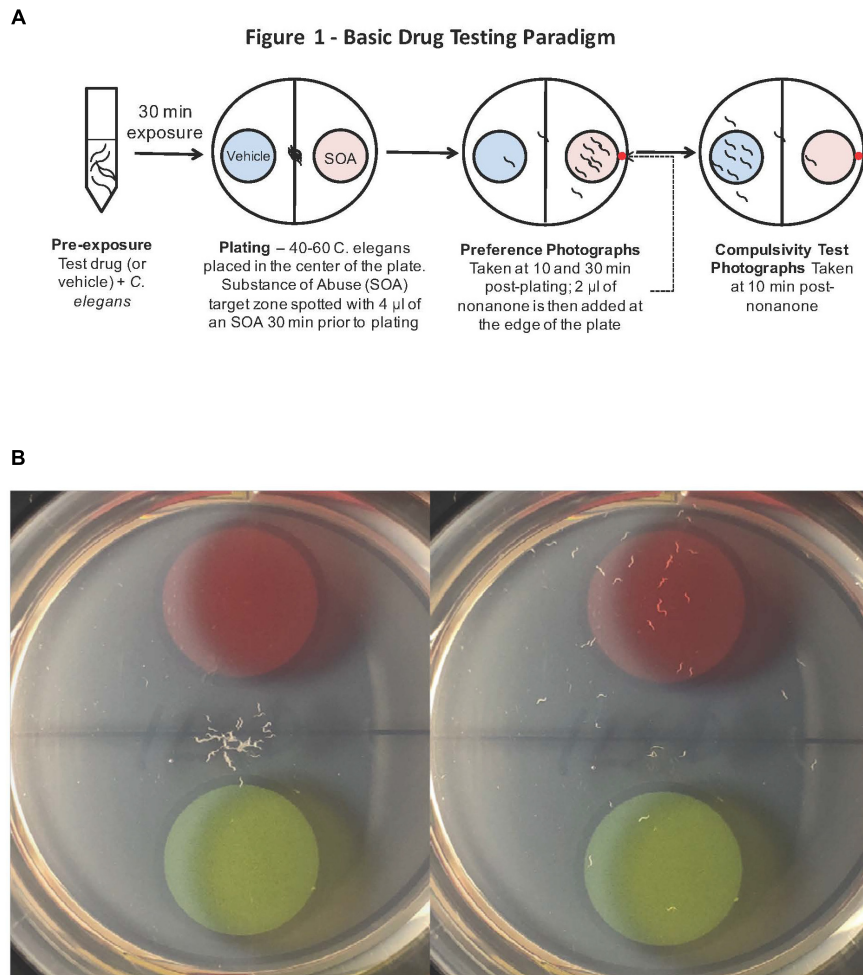 A
Figure 1 - Basic Drug Testing Paradigm
30 min
exposure
Vehicle
SOA
Pre-exposure
Test drug (or
vehicle) + C.
elegans
Plating – 40-60 C. elegans
placed in the center of the plate.
Substance of Abuse (SOA)
target zone spotted with 4 µl of
an SOA 30 min prior to plating
Preference Photographs
Taken at 10 and 30 min
post-plating; 2 µl of
nonanone is then added at
the edge of the plate
Compulsivity Test
Photographs Taken
at 10 min post-
nonanone
B